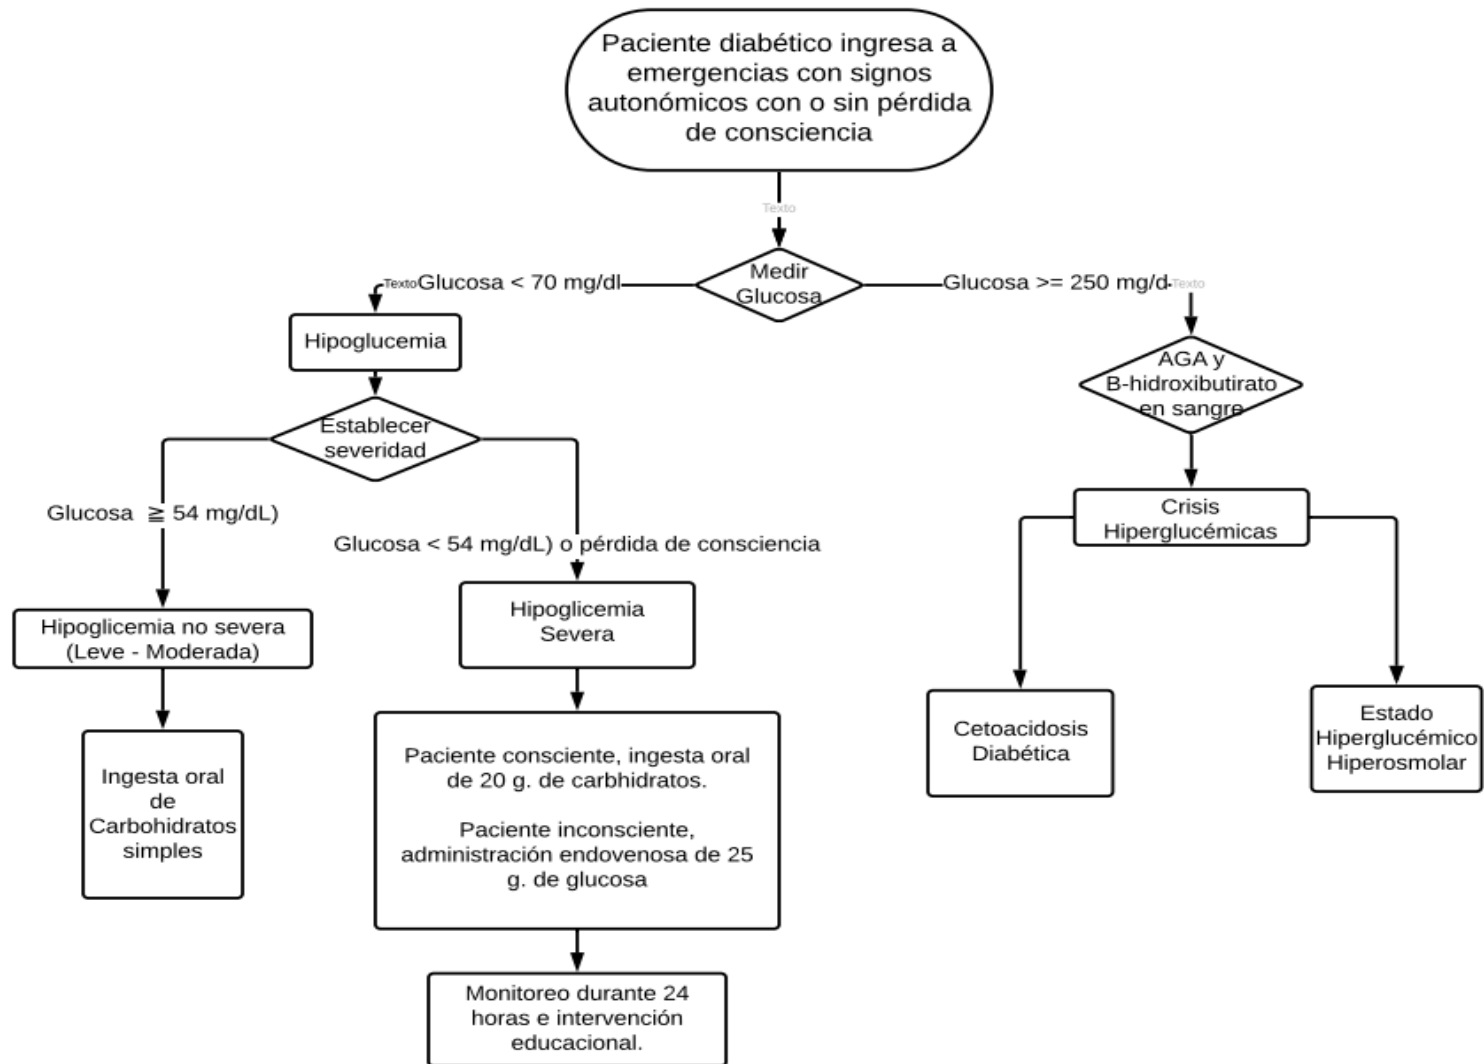 Paciente diabético ingresa a
emergencias con signos
autonómicos con o sin pérdida
de consciencia
Texto
Medir
Glucosa
TextoGlucosa < 70 mg/dl
Glucosa >= 250 mg/d
Texto
Hipoglucemia
AGA y
B-hidroxibutirato
en sangre
Establecer
severidad
Glucosa ≧ 54 mg/dL)
Glucosa < 54 mg/dL) o pérdida de consciencia
Crisis
Hiperglucémicas
Hipoglicemia no severa
(Leve - Moderada)
Hipoglicemia
Severa
Ingesta oral
de
Carbohidratos
simples
Paciente consciente, ingesta oral
de 20 g. de carbhidratos.
Paciente inconsciente,
administración endovenosa de 25
g. de glucosa
Cetoacidosis
Diabética
Estado
Hiperglucémico
Hiperosmolar
Monitoreo durante 24
horas e intervención
educacional.